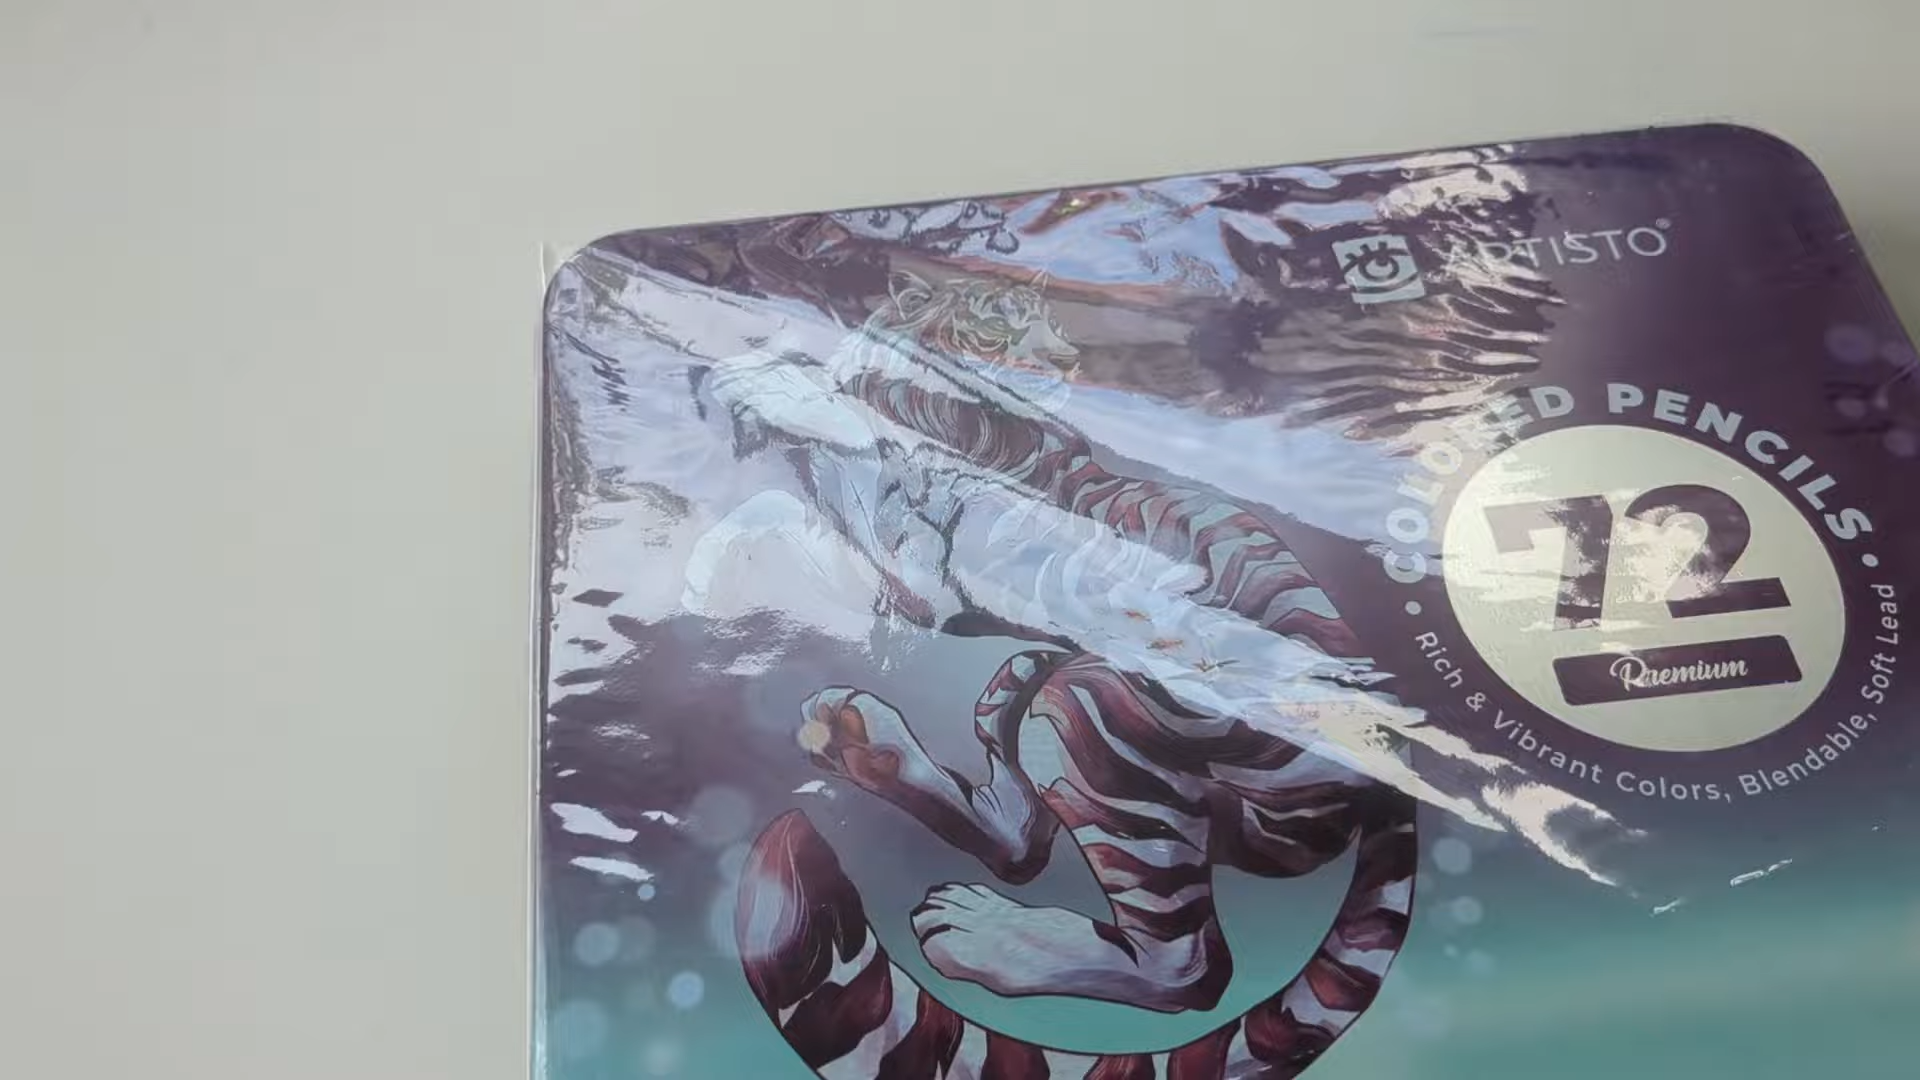 ARTISTO®
COLORED PENCILS
72
Premium
• Rich & Vibrant Colors, Blendable, Soft Lead •